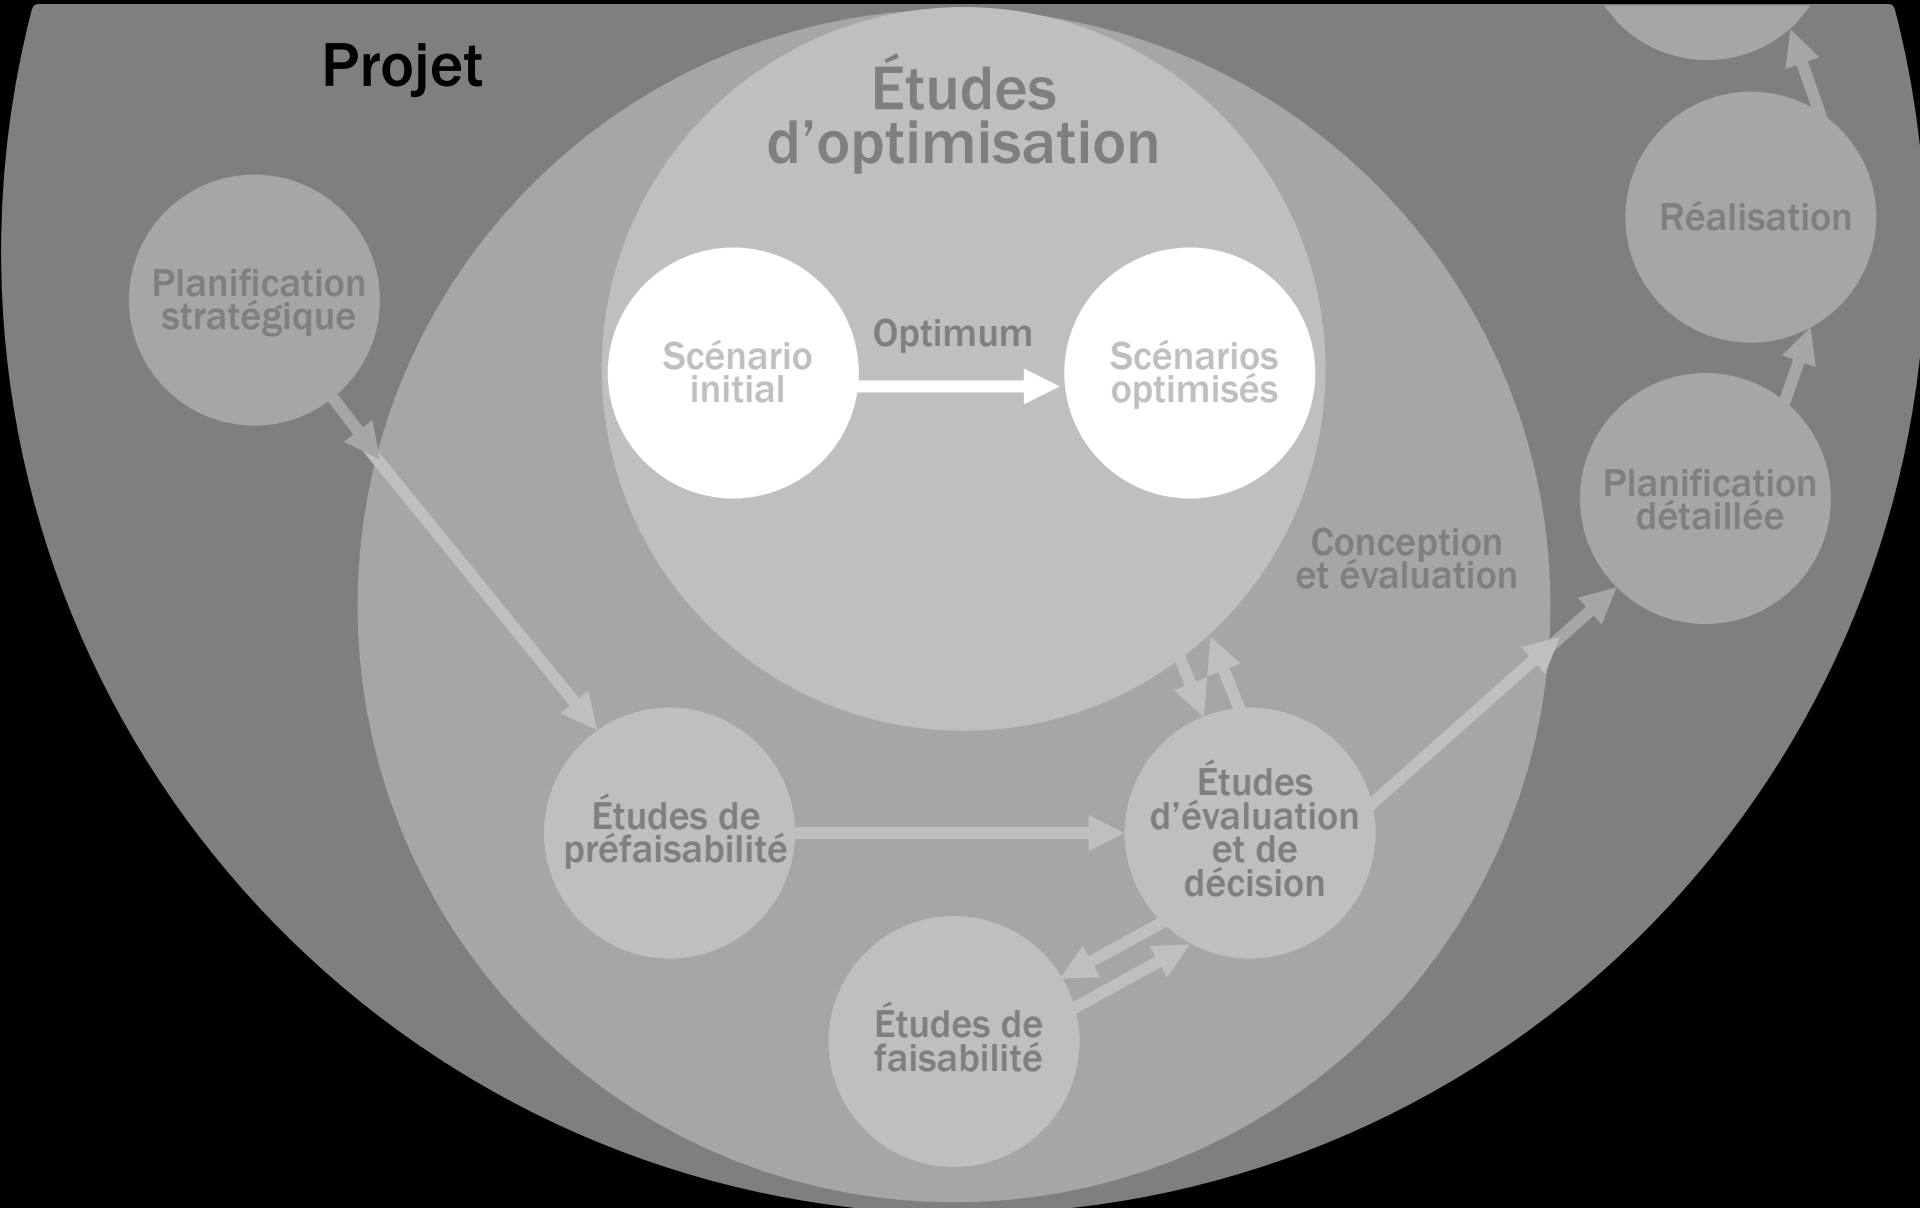 Projet
Études
d’optimisation
Planification
stratégique
Scénario
initial
Optimum
Scénarios
optimisés
Réalisation
Planification
détaillée
Conception
et évaluation
Études de
préfaisabilité
Études
d’évaluation
et de
décision
Études de
faisabilité